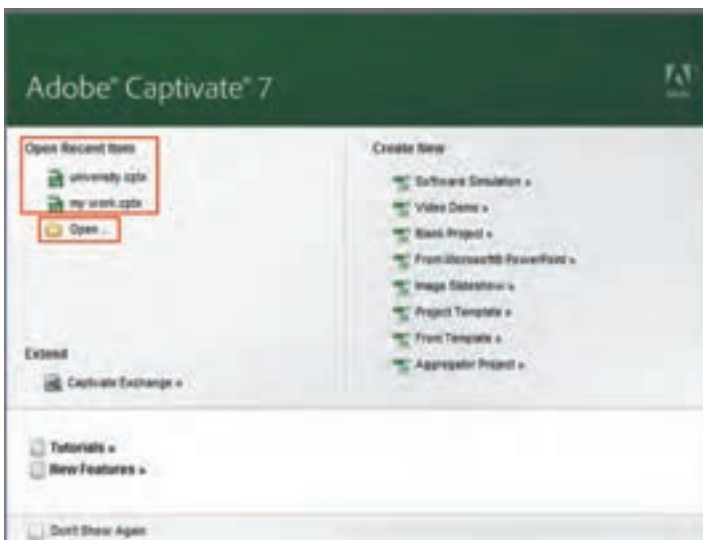 Adobe® Captivate® 7
Open Recent Item
university.cptx
my work.cptx
Open...
Extend
Captivate Exchange »
Create New
Software Simulation »
Video Demo »
Blank Project »
From Microsoft® PowerPoint »
Image Slideshow »
Project Template »
From Template »
Aggregator Project »
Tutorials »
New Features »
Don't Show Again